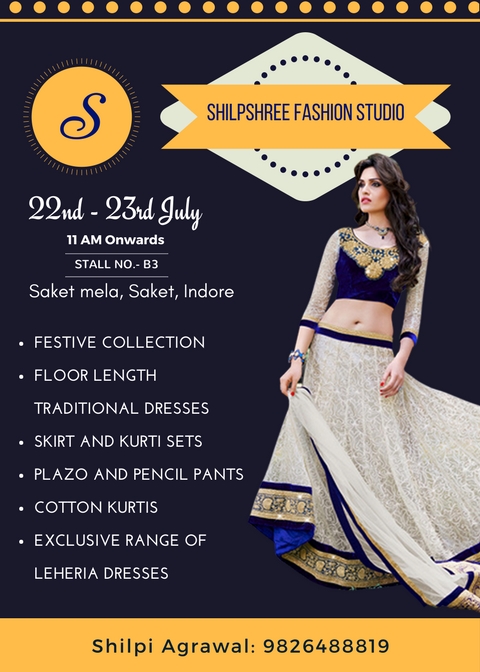 S
SHILPSHREE FASHION STUDIO
22nd - 23rd July
11 AM Onwards
STALL NO.- B3
Saket mela, Saket, Indore
• FESTIVE COLLECTION
• FLOOR LENGTH
TRADITIONAL DRESSES
• SKIRT AND KURTI SETS
• PLAZO AND PENCIL PANTS
• COTTON KURTIS
• EXCLUSIVE RANGE OF
LEHERIA DRESSES
Shilpi Agrawal: 9826488819